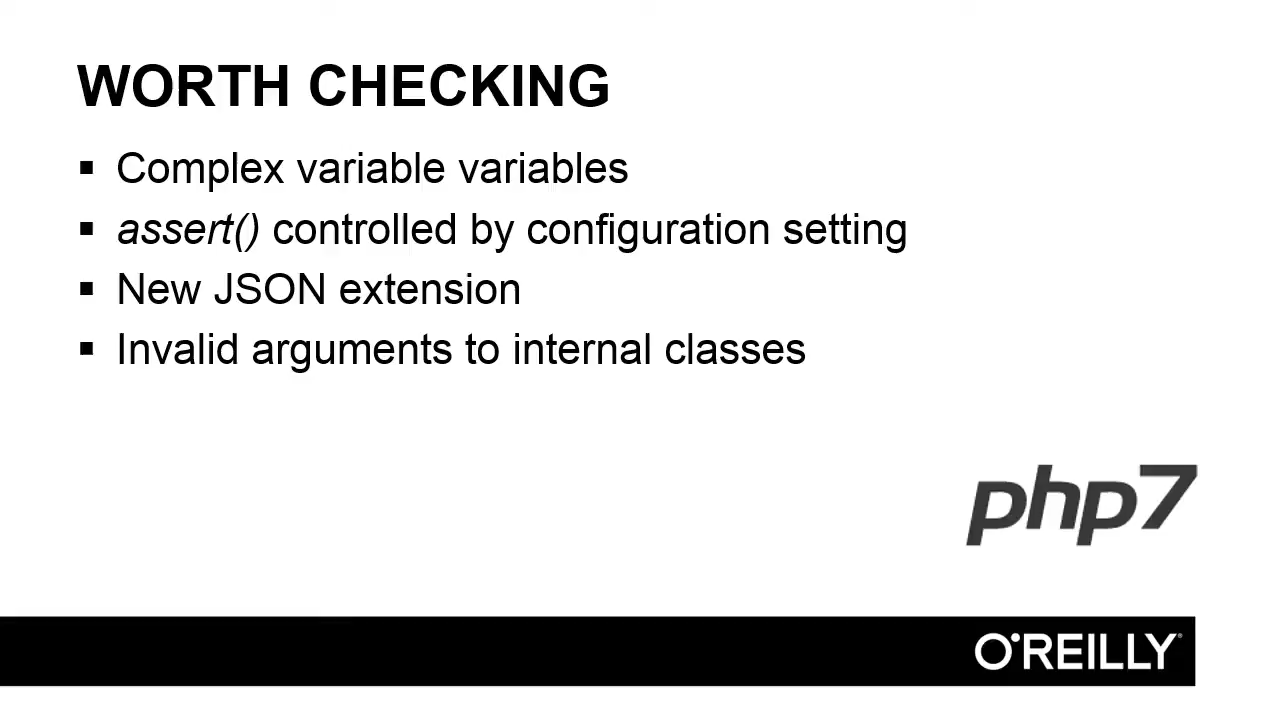 WORTH CHECKING
▪ Complex variable variables
▪ assert() controlled by configuration setting
▪ New JSON extension
▪ Invalid arguments to internal classes
php7
O'REILLY®